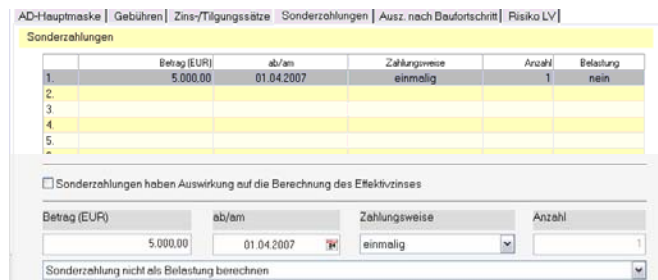 AD-Hauptmaske | Gebühren | Zins-/Tilgungssätze | Sonderzahlungen | Ausz. nach Baufortschritt | Risiko LV
Sonderzahlungen
Betrag (EUR) ab/am Zahlungsweise Anzahl Belastung
1. 5.000,00 01.04.2007 einmalig 1 nein
2.
3.
4.
5.
Sonderzahlungen haben Auswirkung auf die Berechnung des Effektivzinses
Betrag (EUR) ab/am Zahlungsweise Anzahl
5.000,00 01.04.2007 einmalig 1
Sonderzahlung nicht als Belastung berechnen